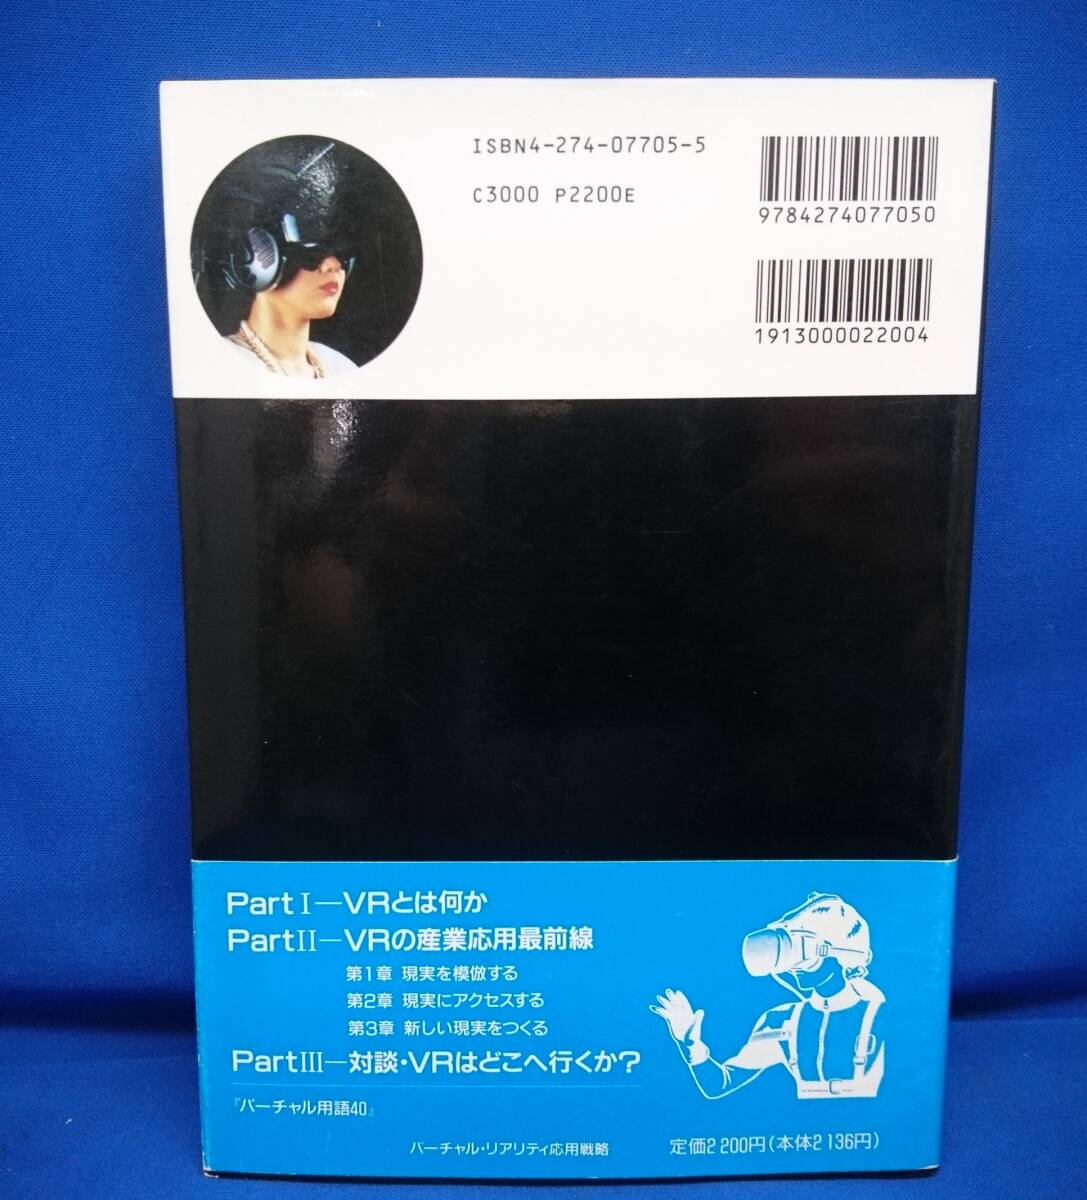 ISBN4-274-07705-5
C3000 P2200E
9784274077050
1913000022004
Part I—VRとは何か
Part II—VRの産業応用最前線
第1章 現実を模倣する
第2章 現実にアクセスする
第3章 新しい現実をつくる
Part III—対談・VRはどこへ行くか?
『バーチャル用語40』
バーチャル・リアリティ応用戦略
定価2200円(本体2136円)